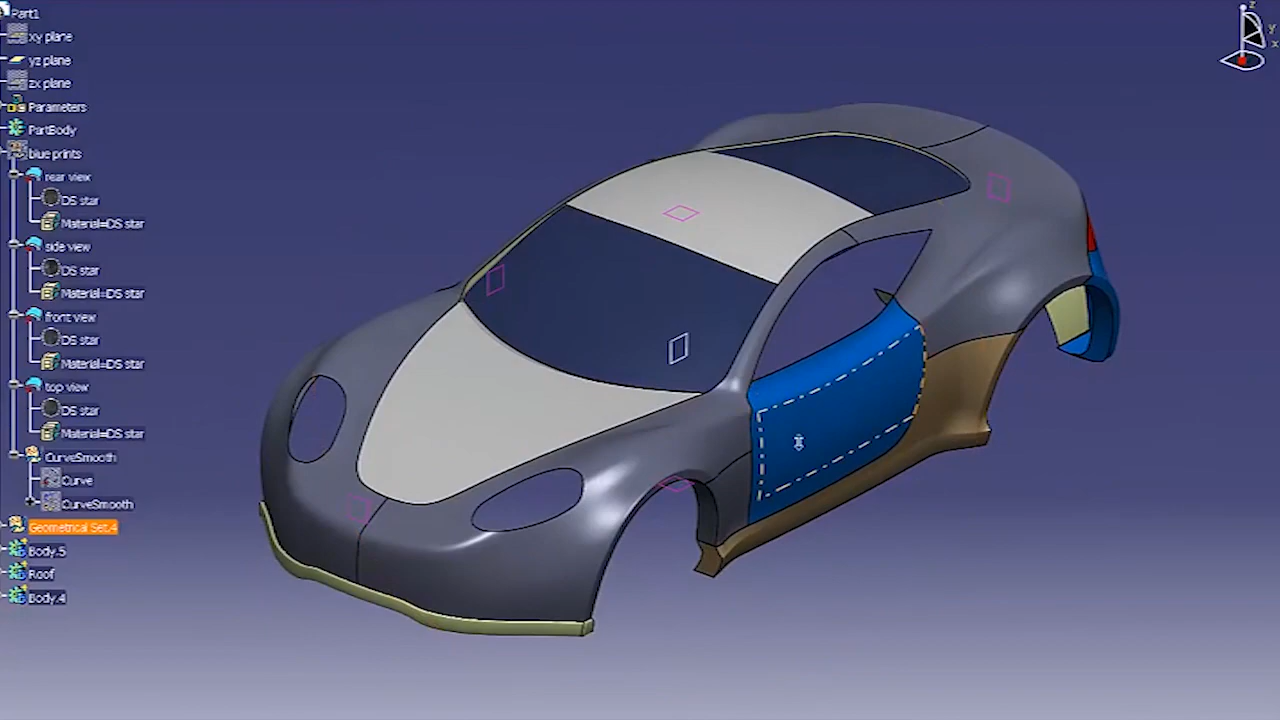 Part1
xy plane
yz plane
zx plane
Parameters
PartBody
blue prints
rear view
DS star
Material=DS star
side view
DS star
Material=DS star
front view
DS star
Material=DS star
top view
DS star
Material=DS star
CurveSmooth
Curve
CurveSmooth
Geometrical Set.4
Body.5
Roof
Body.4
z
y
x